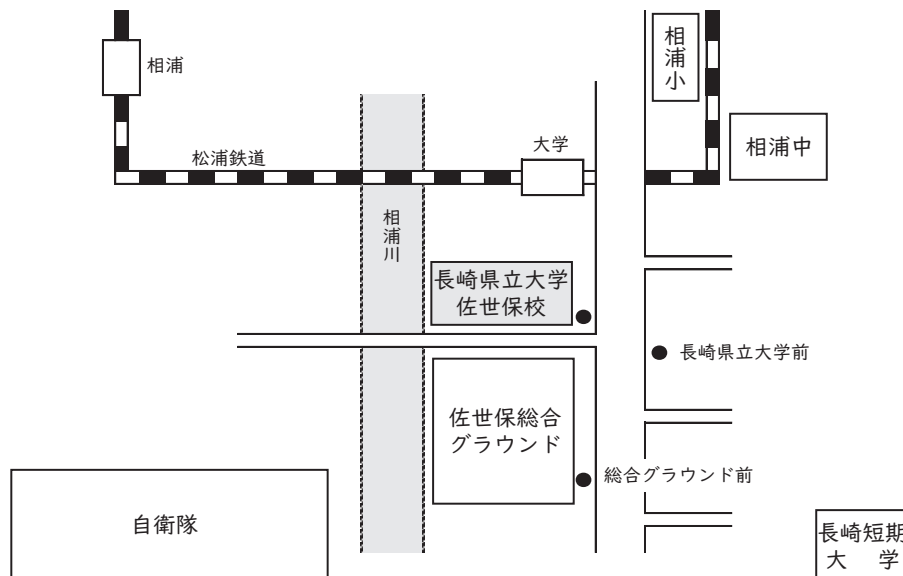 相浦小
相浦
大学
相浦中
松浦鉄道
相浦川
長崎県立大学
佐世保校
長崎県立大学前
佐世保総合
グラウンド
総合グラウンド前
自衛隊
長崎短期
大　学